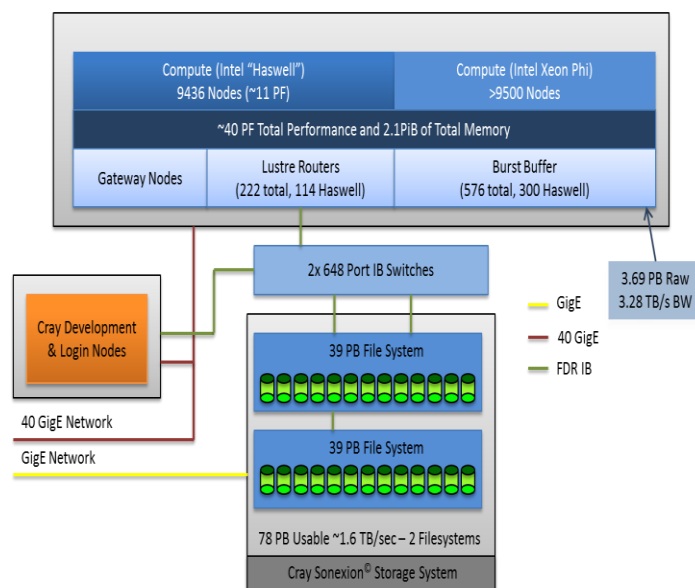 Compute (Intel “Haswell”)
9436 Nodes (~11 PF)
Compute (Intel Xeon Phi)
>9500 Nodes
~40 PF Total Performance and 2.1PiB of Total Memory
Gateway Nodes
Lustre Routers
(222 total, 114 Haswell)
Burst Buffer
(576 total, 300 Haswell)
2x 648 Port IB Switches
3.69 PB Raw
3.28 TB/s BW
Cray Development
& Login Nodes
GigE
40 GigE
FDR IB
39 PB File System
40 GigE Network
GigE Network
39 PB File System
78 PB Usable ~1.6 TB/sec – 2 Filesystems
Cray Sonexion© Storage System